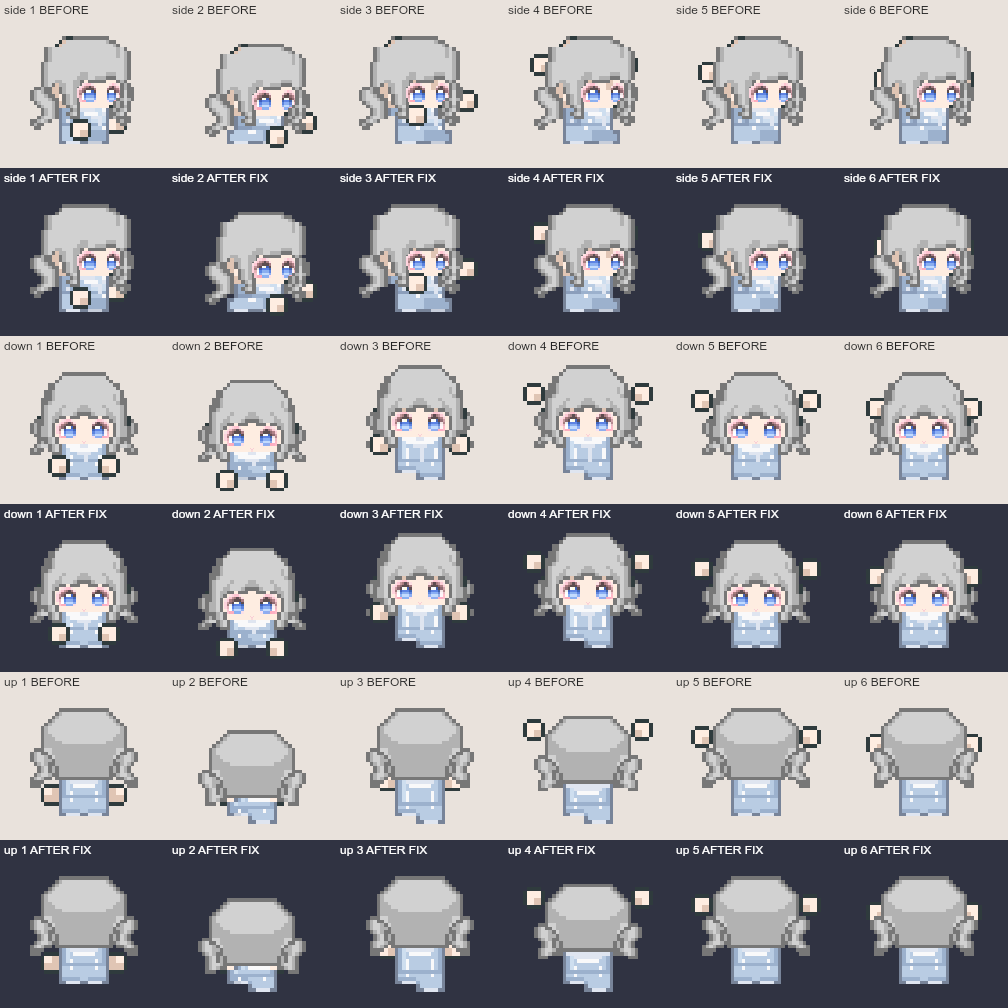 side 1 BEFORE side 2 BEFORE side 3 BEFORE side 4 BEFORE side 5 BEFORE side 6 BEFORE
side 1 AFTER FIX side 2 AFTER FIX side 3 AFTER FIX side 4 AFTER FIX side 5 AFTER FIX side 6 AFTER FIX
down 1 BEFORE down 2 BEFORE down 3 BEFORE down 4 BEFORE down 5 BEFORE down 6 BEFORE
down 1 AFTER FIX down 2 AFTER FIX down 3 AFTER FIX down 4 AFTER FIX down 5 AFTER FIX down 6 AFTER FIX
up 1 BEFORE up 2 BEFORE up 3 BEFORE up 4 BEFORE up 5 BEFORE up 6 BEFORE
up 1 AFTER FIX up 2 AFTER FIX up 3 AFTER FIX up 4 AFTER FIX up 5 AFTER FIX up 6 AFTER FIX